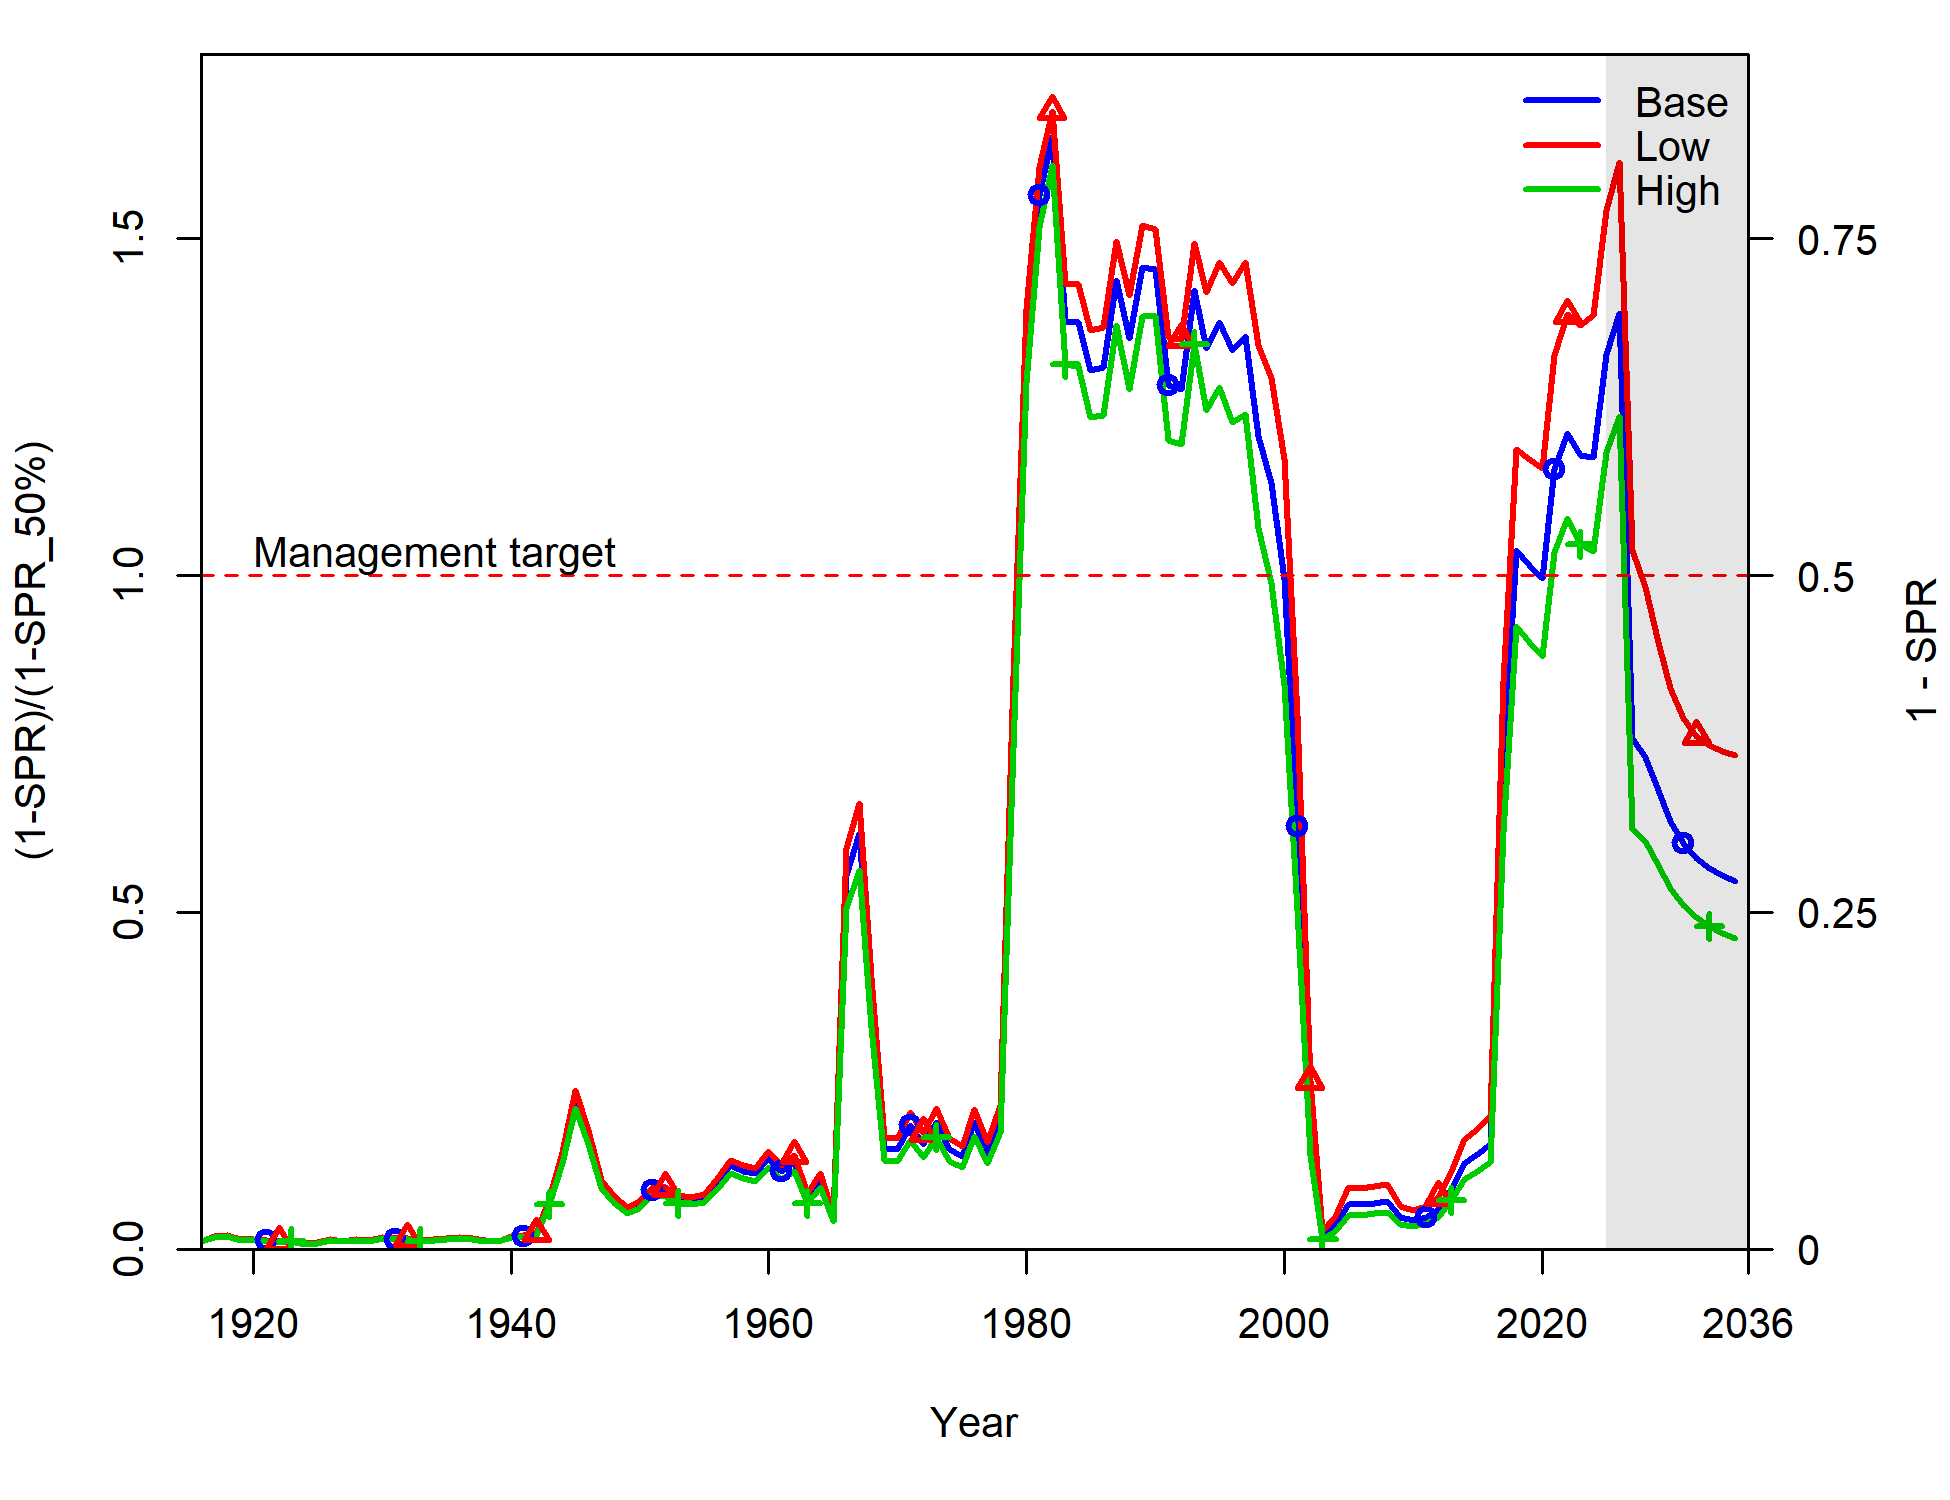 Base
Low
High
Management target
(1-SPR)/(1-SPR_50%)
0.0
0.5
1.0
1.5
1 - SPR
0
0.25
0.5
0.75
1920
1940
1960
1980
2000
2020
2036
Year